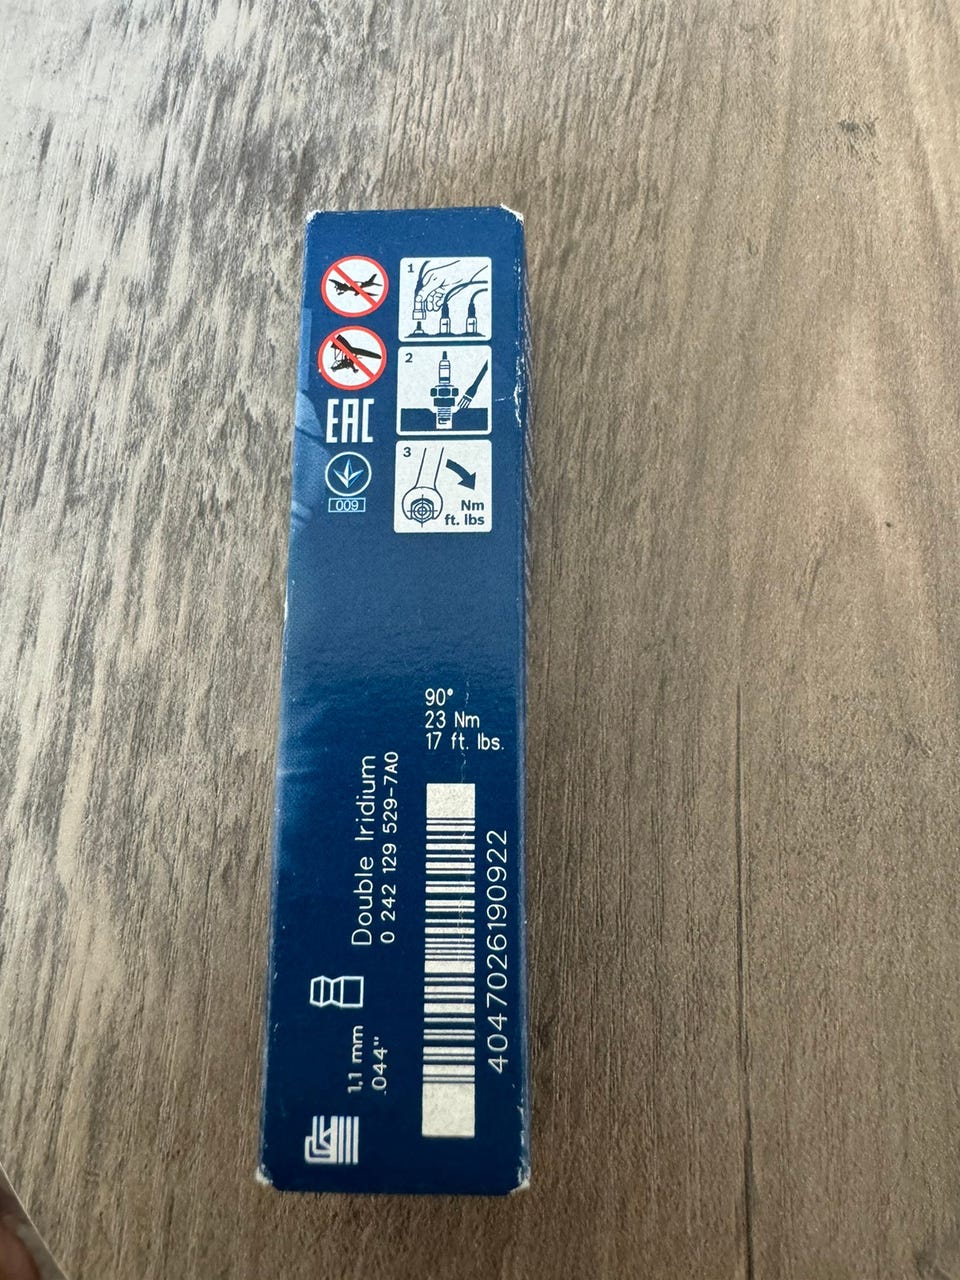 1
2
3
Nm
ft. lbs
EAC
009
90°
23 Nm
17 ft. lbs.
Double Iridium
0 242 129 529-7A0
1,1 mm
.044"
4047026190922